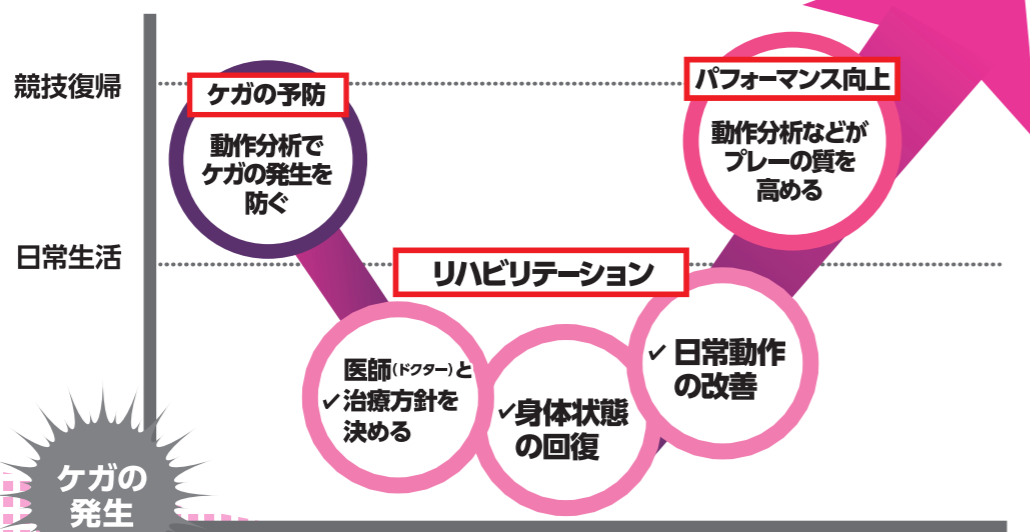 競技復帰
ケガの予防
動作分析で
ケガの発生を
防ぐ
パフォーマンス向上
動作分析などが
プレーの質を
高める
日常生活
リハビリテーション
医師(ドクター)と
✓治療方針を
決める
✓身体状態
の回復
✓日常動作
の改善
ケガの
発生